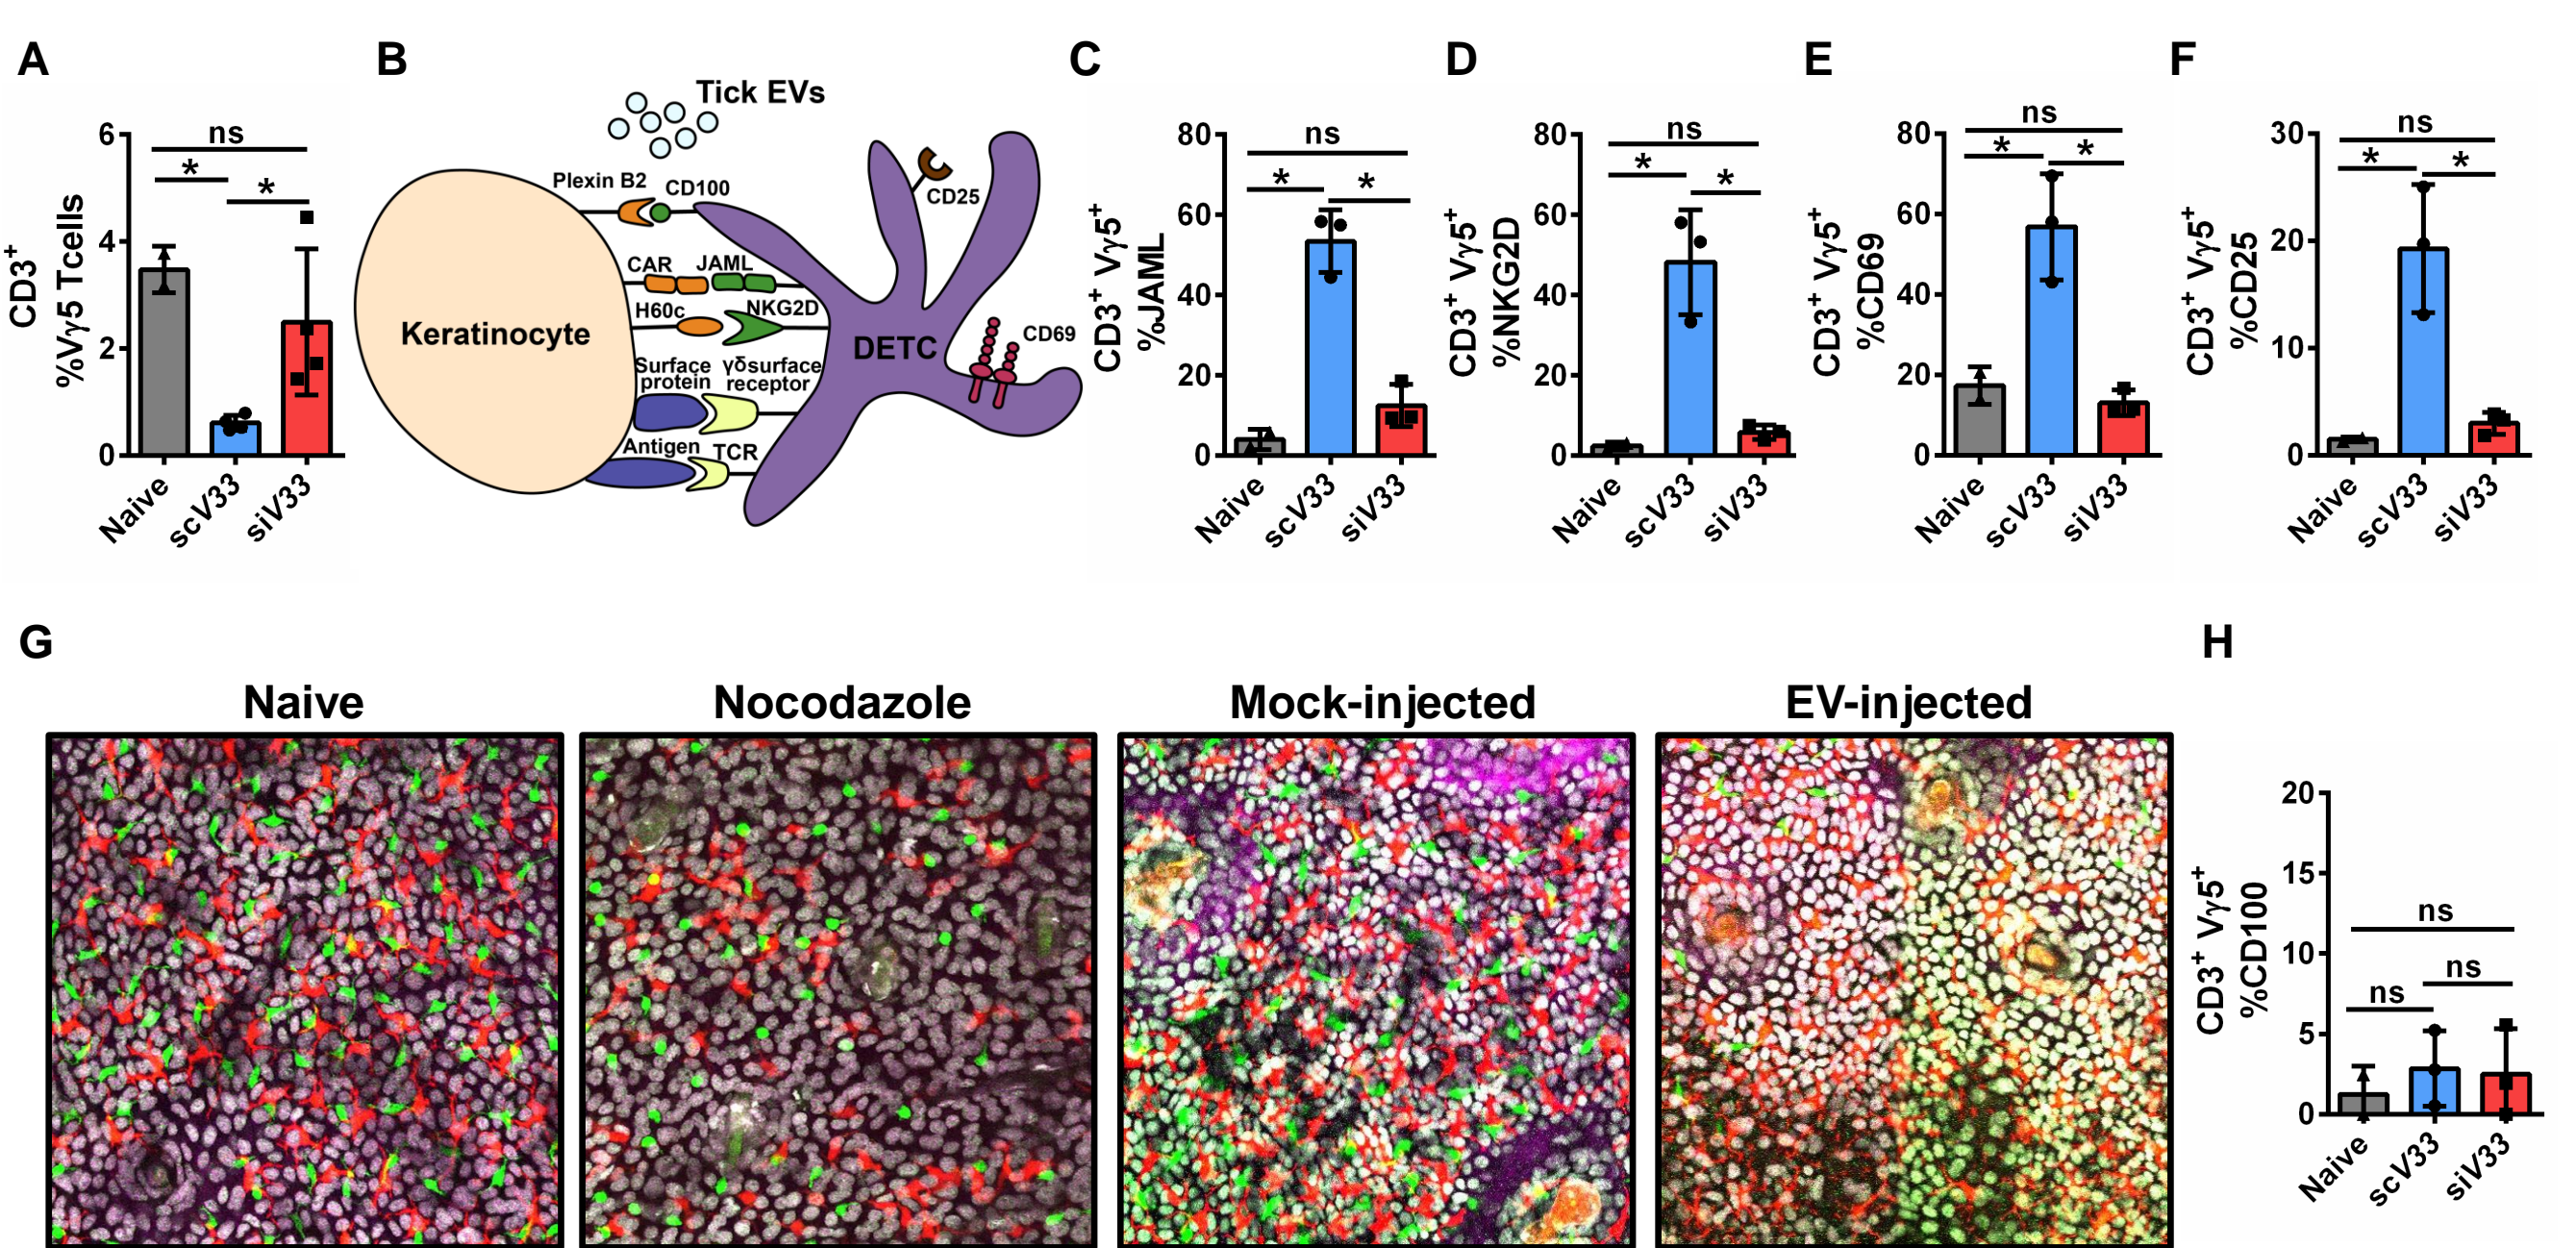 A
6
4
2
0
CD3+
%Vγ5 Tcells
ns
*
*
Naive
scV33
siV33
B
Tick EVs
Plexin B2
CD100
CD25
CAR
JAML
H60c
NKG2D
Keratinocyte
DETC
CD69
Surface
protein
γδsurface
receptor
Antigen
TCR
C
80
60
40
20
0
CD3+ Vγ5+
%JAML
ns
*
*
Naive
scV33
siV33
D
80
60
40
20
0
CD3+ Vγ5+
%NKG2D
ns
*
*
Naive
scV33
siV33
E
80
60
40
20
0
CD3+ Vγ5+
%CD69
ns
*
*
Naive
scV33
siV33
F
30
20
10
0
CD3+ Vγ5+
%CD25
ns
*
*
Naive
scV33
siV33
G
Naive
Nocodazole
Mock-injected
EV-injected
H
20
15
10
5
0
CD3+ Vγ5+
%CD100
ns
ns
ns
Naive
scV33
siV33